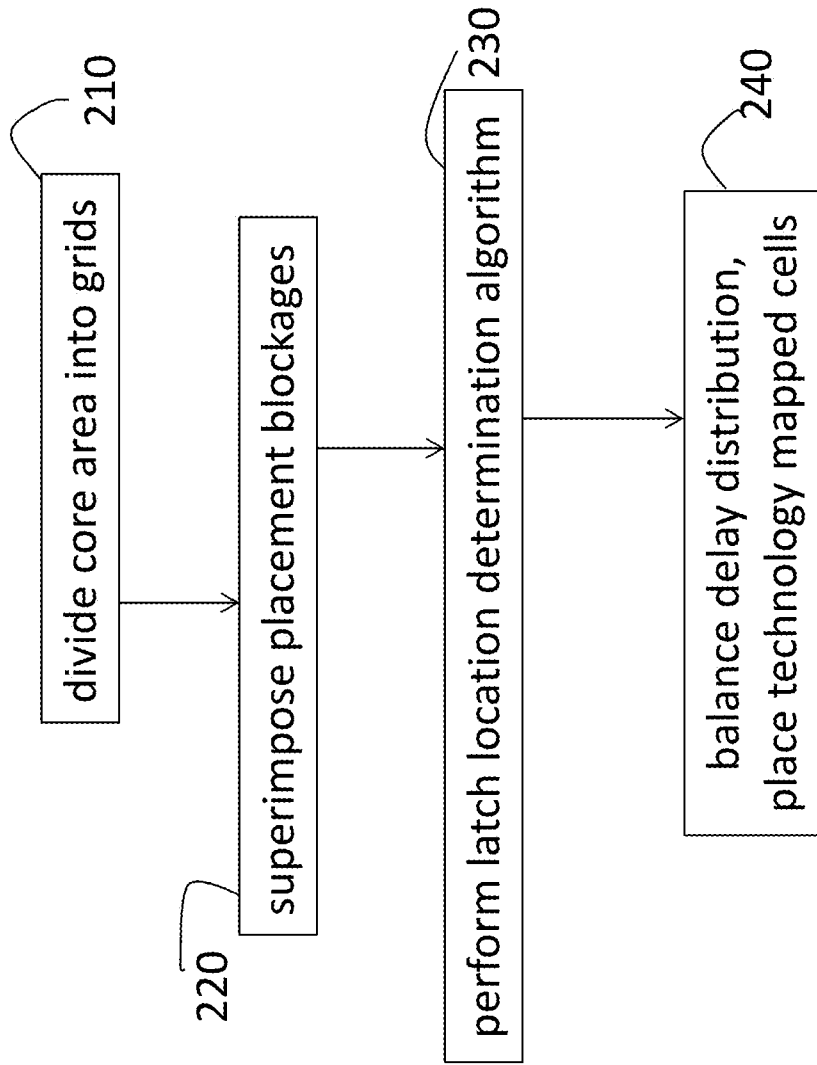 210
divide core area into grids
220
superimpose placement blockages
230
perform latch location determination algorithm
240
balance delay distribution,
place technology mapped cells